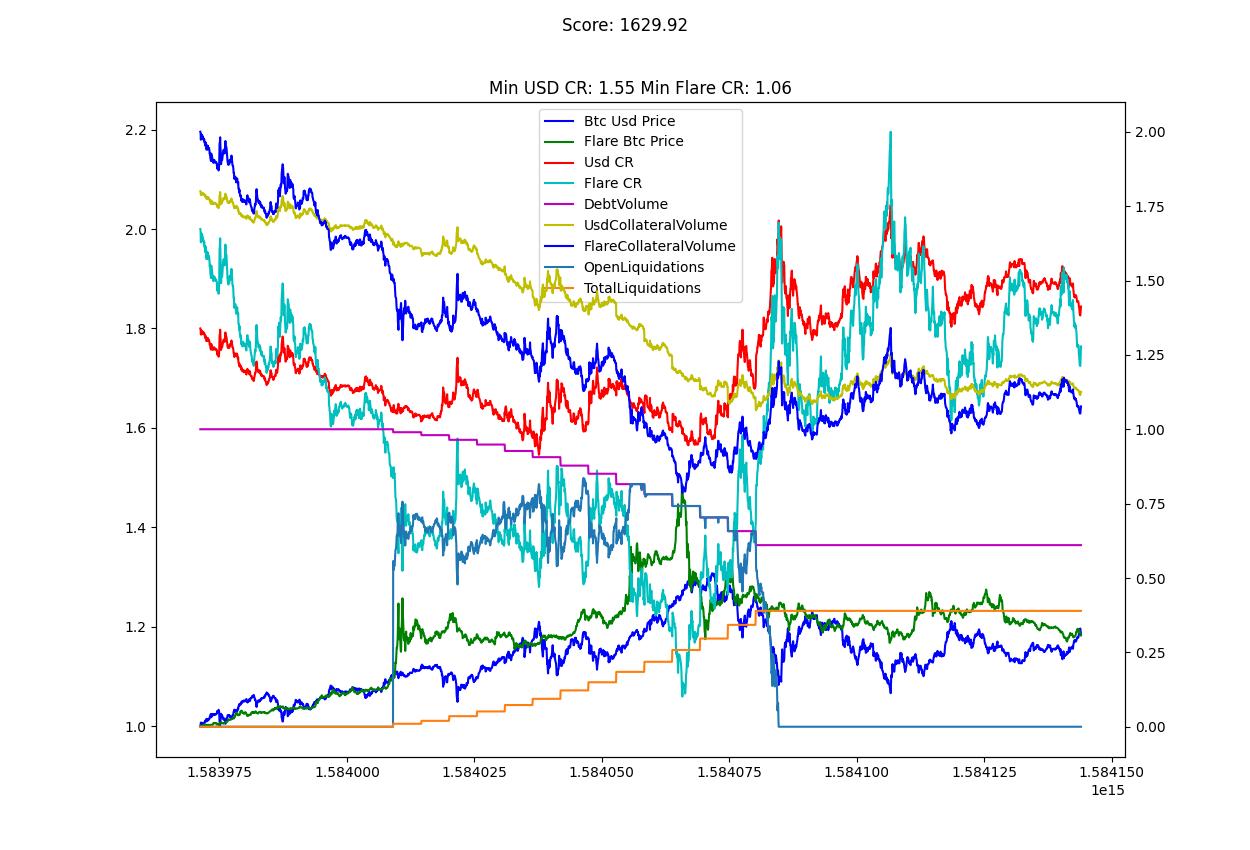 Score: 1629.92
Min USD CR: 1.55 Min Flare CR: 1.06
Btc Usd Price
Flare Btc Price
Usd CR
Flare CR
DebtVolume
UsdCollateralVolume
FlareCollateralVolume
OpenLiquidations
TotalLiquidations
2.2
2.0
1.8
1.6
1.4
1.2
1.0
2.00
1.75
1.50
1.25
1.00
0.75
0.50
0.25
0.00
1.583975 1.584000 1.584025 1.584050 1.584075 1.584100 1.584125 1.584150
1e15